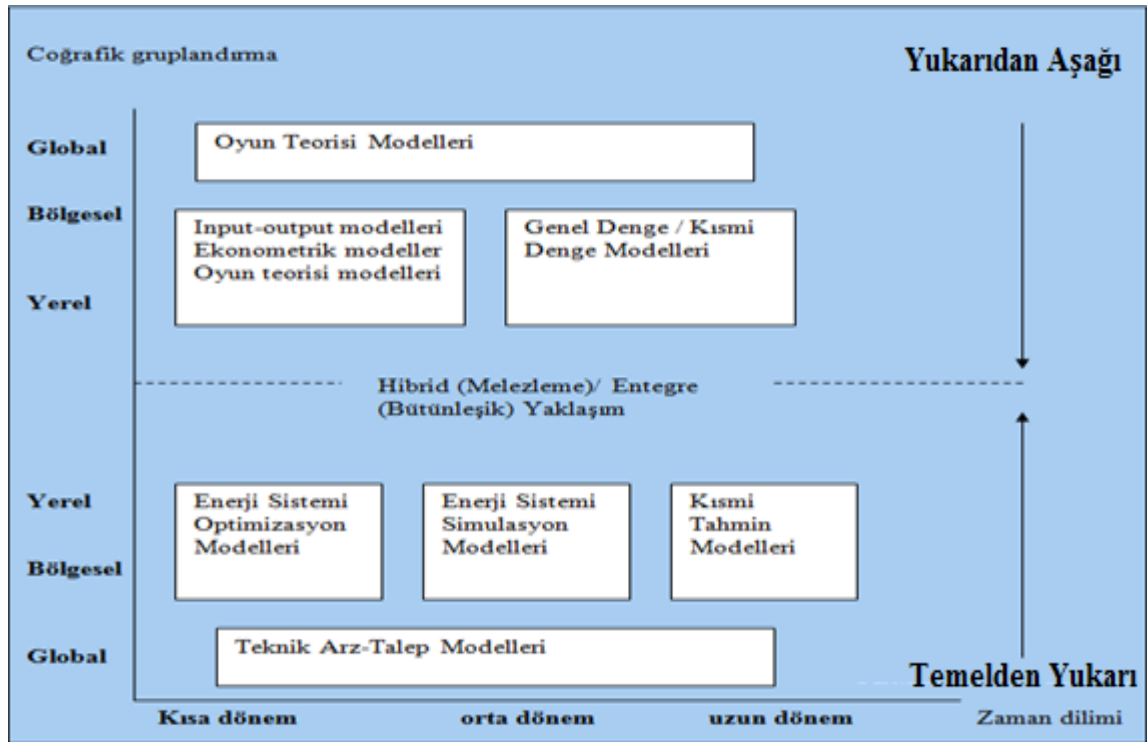 Coğrafik gruplandırma
Yukarıdan Aşağı
Global
Oyun Teorisi Modelleri
Bölgesel
Input-output modelleri
Ekonometrik modeller
Oyun teorisi modelleri
Genel Denge / Kısmi
Denge Modelleri
Yerel
Hibrid (Melezleme)/ Entegre
(Bütünleşik) Yaklaşım
Yerel
Enerji Sistemi
Optimizasyon
Modelleri
Enerji Sistemi
Simulasyon
Modelleri
Kısmi
Tahmin
Modelleri
Bölgesel
Global
Teknik Arz-Talep Modelleri
Temelden Yukarı
Kısa dönem
orta dönem
uzun dönem
Zaman dilimi